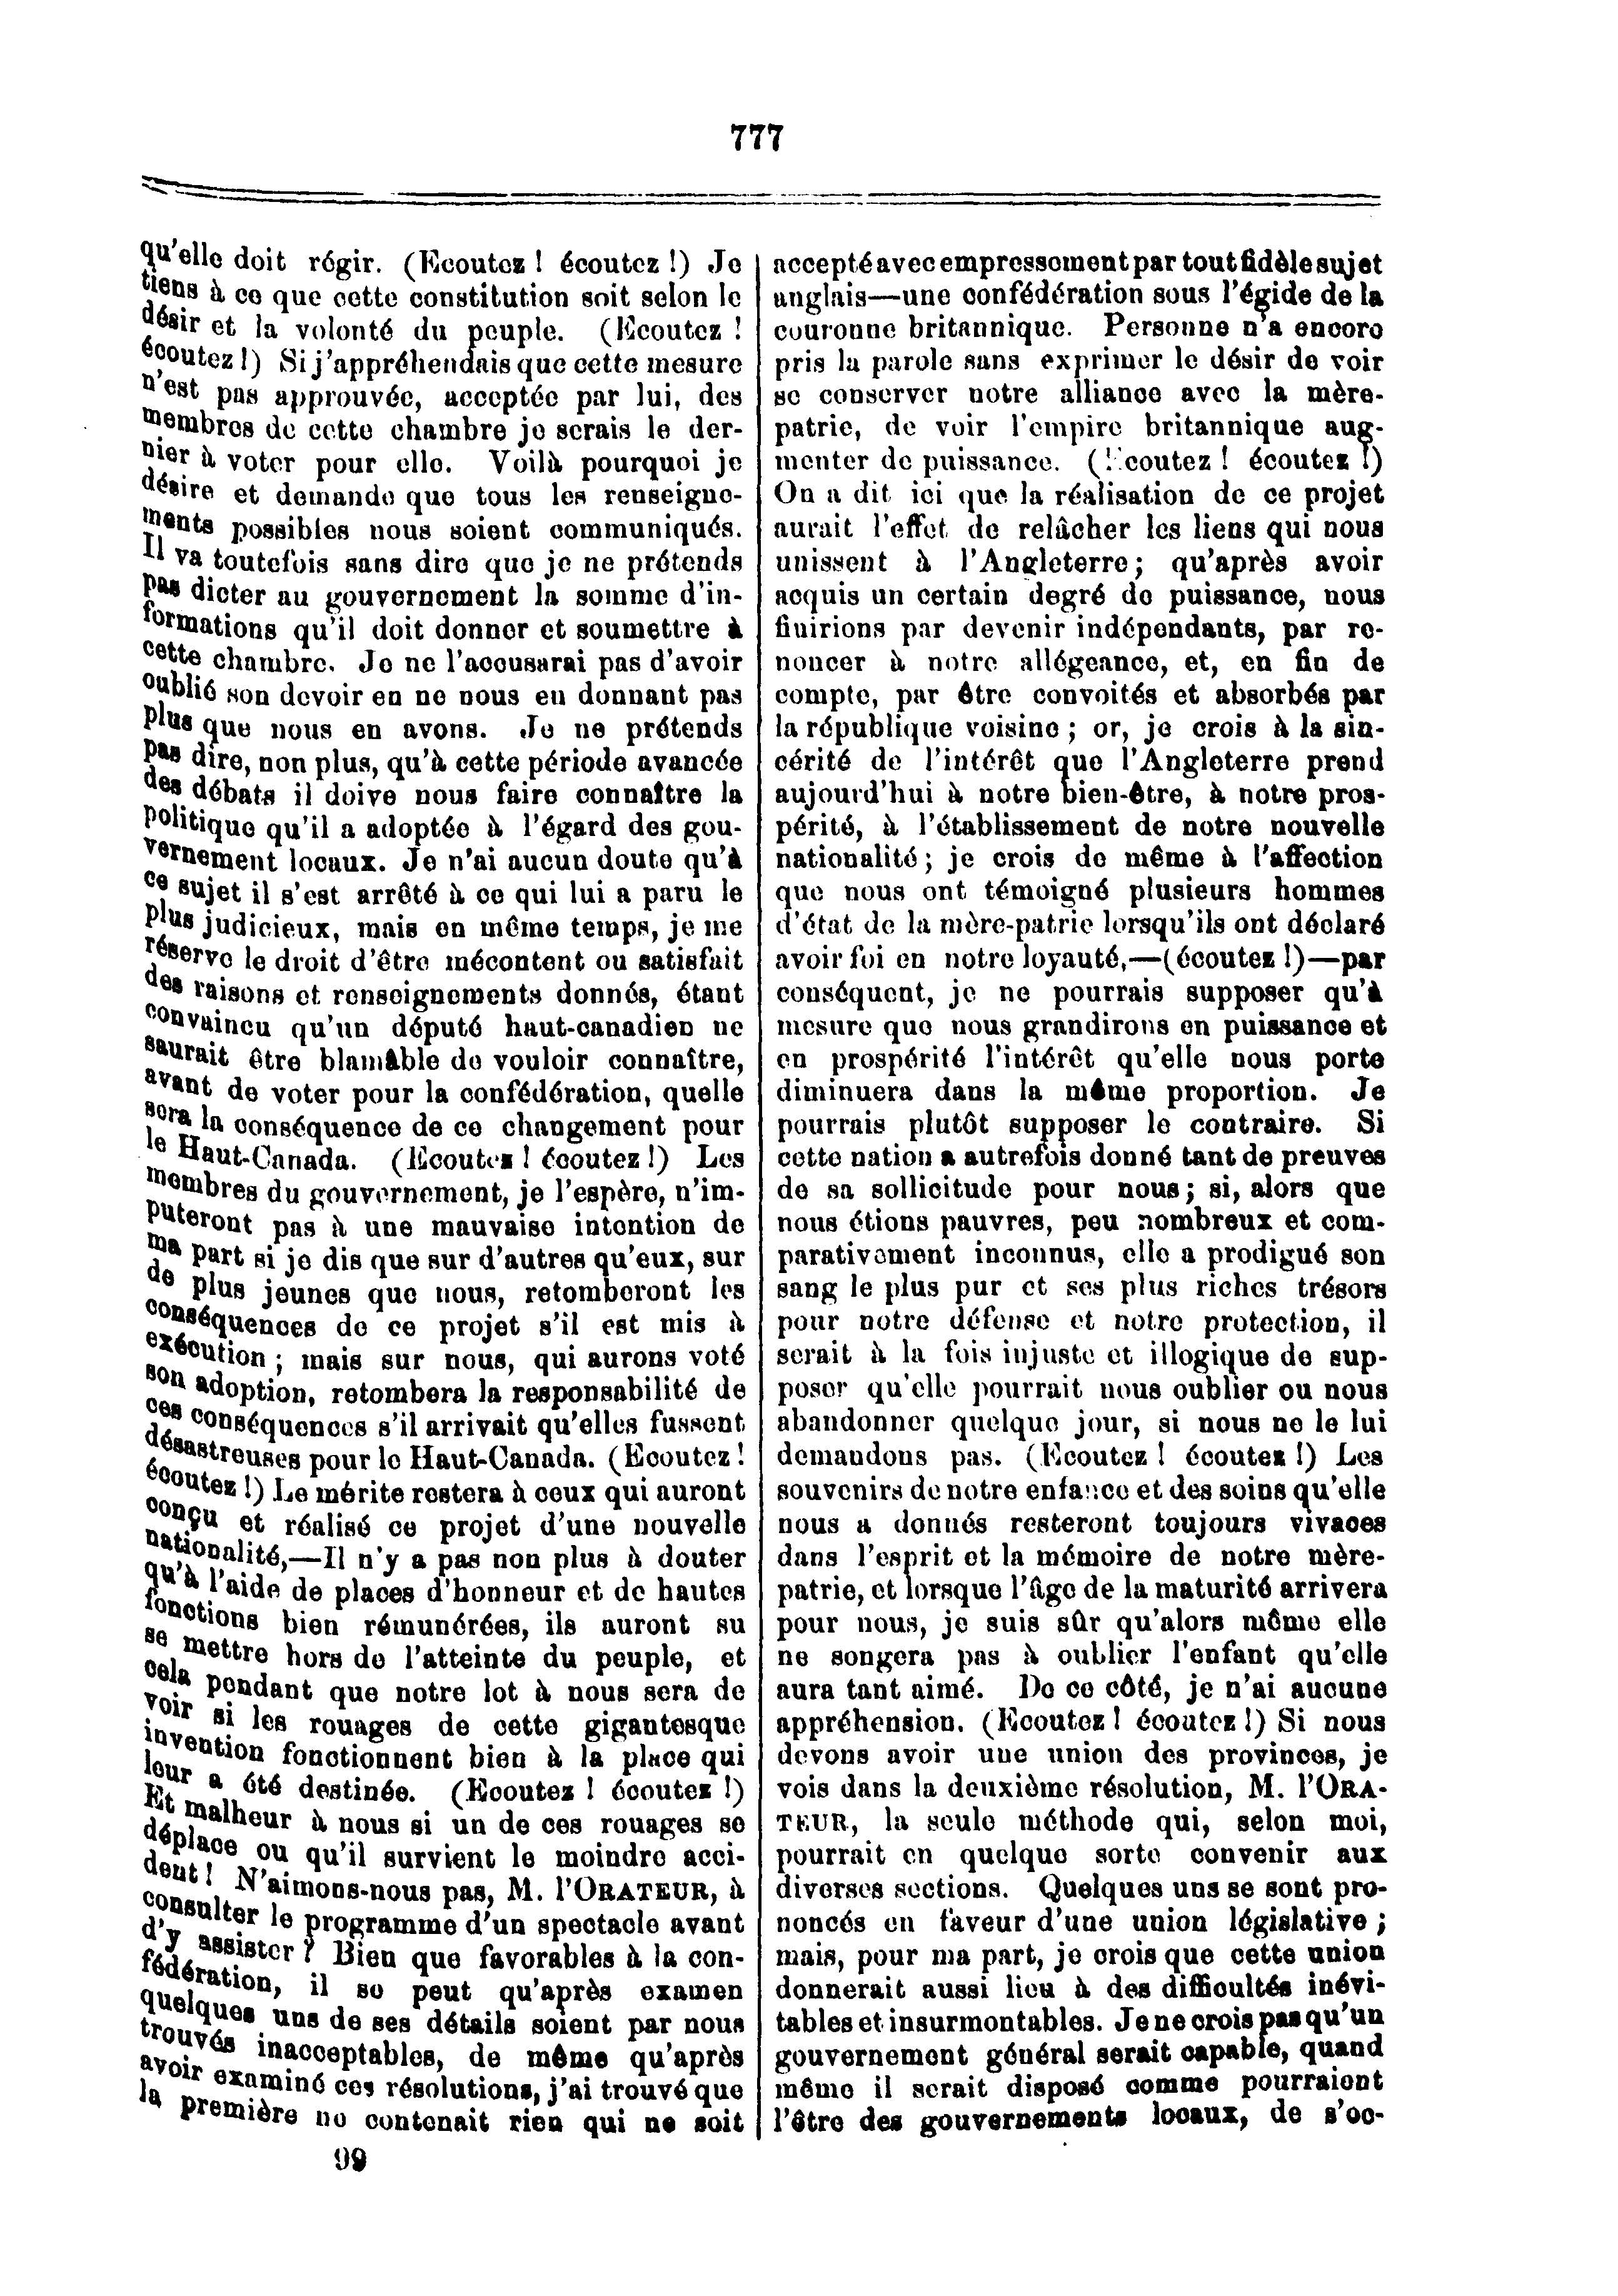 777
qu'elle doit régir. (Ecoutez ! écoutez !) Je
tiens à ce que cette constitution soit selon le
désir et la volonté du peuple. (Ecoutez !
écoutez !) Si j'appréhendais que cette mesure
n'est pas approuvée, acceptée par lui, des
membres de cette chambre je serais le der-
nier à voter pour elle. Voilà pourquoi je
désire et demande que tous les renseigne-
ments possibles nous soient communiqués.
Il va toutefois sans dire que je ne prétends
pas dicter au gouvernement la somme d'in-
formations qu'il doit donner et soumettre à
cette chambre. Je ne l'accusarai pas d'avoir
oublié son devoir en ne nous en donnant pas
plus que nous en avons. Je ne prétends
pas dire, non plus, qu'à cette période avancée
des débats il doive nous faire connaître la
politique qu'il a adoptée à l'égard des gou-
vernement locaux. Je n'ai aucun doute qu'à
ce sujet il s'est arrêté à ce qui lui a paru le
plus judicieux, mais en même temps, je me
réserve le droit d'être mécontent ou satisfait
des raisons et renseignements donnés, étant
convaincu qu'un député haut-canadien ne
saurait être blamable de vouloir connaître,
avant de voter pour la confédération, quelle
sera la conséquence de ce changement pour
le Haut-Canada. (Ecoutez ! écoutez !) Les
membres du gouvernement, je l'espère, n'im-
puteront pas à une mauvaise intention de
ma part si je dis que sur d'autres qu'eux, sur
de plus jeunes que nous, retomberont les
conséquences de ce projet s'il est mis à
exécution ; mais sur nous, qui aurons voté
son adoption, retombera la responsabilité de
ces conséquences s'il arrivait qu'elles fussent
désastreuses pour le Haut-Canada. (Ecoutez !
écoutez !) Le mérite restera à ceux qui auront
conçu et réalisé ce projet d'une nouvelle
nationalité,—Il n'y a pas non plus à douter
qu'à l'aide de places d'honneur et de hautes
fonctions bien rémunérées, ils auront su
se mettre hors de l'atteinte du peuple, et
cela pendant que notre lot à nous sera de
voir si les rouages de cette gigantesque
invention fonctionnent bien à la place qui
leur a été destinée. (Ecoutez ! écoutez !)
Et malheur à nous si un de ces rouages se
déplace ou qu'il survient le moindre acci-
dent ! N'aimons-nous pas, M. l'ORATEUR, à
consulter le programme d'un spectacle avant
d'y assister ? Bien que favorables à la con-
fédération, il se peut qu'après examen
quelques uns de ses détails soient par nous
trouvés inacceptables, de même qu'après
avoir examiné ces résolutions, j'ai trouvé que
la première ne contenait rien qui ne soit
99
accepté avec empressement par tout fidèle sujet
anglais—une confédération sous l'égide de la
couronne britannique. Personne n'a encore
pris la parole sans exprimer le désir de voir
se conserver notre alliance avec la mère-
patrie, de voir l'empire britannique aug-
menter de puissance. (Ecoutez ! écoutez !)
On a dit ici que la réalisation de ce projet
aurait l'effet de relâcher les liens qui nous
unissent à l'Angleterre ; qu'après avoir
acquis un certain degré de puissance, nous
finirions par devenir indépendants, par re-
noncer à notre allégeance, et, en fin de
compte, par être convoités et absorbés par
la république voisine ; or, je crois à la sin-
cérité de l'intérêt que l'Angleterre prend
aujourd'hui à notre bien-être, à notre pros-
périté, à l'établissement de notre nouvelle
nationalité ; je crois de même à l'affection
que nous ont témoigné plusieurs hommes
d'état de la mère-patrie lorsqu'ils ont déclaré
avoir foi en notre loyauté,—(écoutez !)—par
conséquent, je ne pourrais supposer qu'à
mesure que nous grandirons en puissance et
en prospérité l'intérêt qu'elle nous porte
diminuera dans la même proportion. Je
pourrais plutôt supposer le contraire. Si
cette nation a autrefois donné tant de preuves
de sa sollicitude pour nous ; si, alors que
nous étions pauvres, peu nombreux et com-
parativement inconnus, elle a prodigué son
sang le plus pur et ses plus riches trésors
pour notre défense et notre protection, il
serait à la fois injuste et illogique de sup-
poser qu'elle pourrait nous oublier ou nous
abandonner quelque jour, si nous ne le lui
demandons pas. (Ecoutez ! écoutez !) Les
souvenirs de notre enfance et des soins qu'elle
nous a donnés resteront toujours vivaces
dans l'esprit et la mémoire de notre mère-
patrie, et lorsque l'âge de la maturité arrivera
pour nous, je suis sûr qu'alors même elle
ne songera pas à oublier l'enfant qu'elle
aura tant aimé. De ce côté, je n'ai aucune
appréhension. (Ecoutez ! écoutez !) Si nous
devons avoir une union des provinces, je
vois dans la deuxième résolution, M. l'ORA-
TEUR, la seule méthode qui, selon moi,
pourrait en quelque sorte convenir aux
diverses sections. Quelques uns se sont pro-
noncés en faveur d'une union législative ;
mais, pour ma part, je crois que cette union
donnerait aussi lieu à des difficultés inévi-
tables et insurmontables. Je ne crois pas qu'un
gouvernement général serait capable, quand
même il serait disposé comme pourraient
l'être des gouvernements locaux, de s'oc-